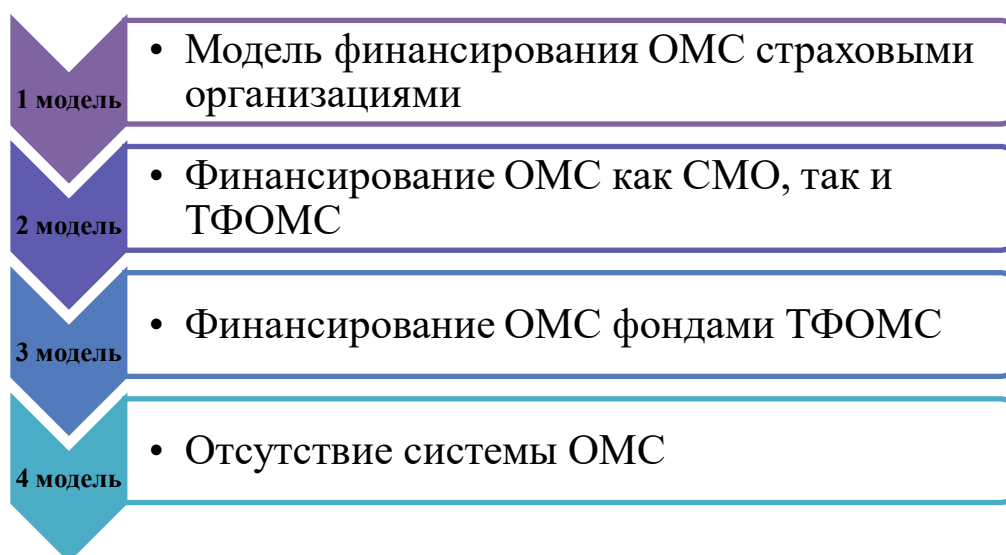 1 модель
• Модель финансирования ОМС страховыми
организациями
2 модель
• Финансирование ОМС как СМО, так и
ТФОМС
3 модель
• Финансирование ОМС фондами ТФОМС
4 модель
• Отсутствие системы ОМС